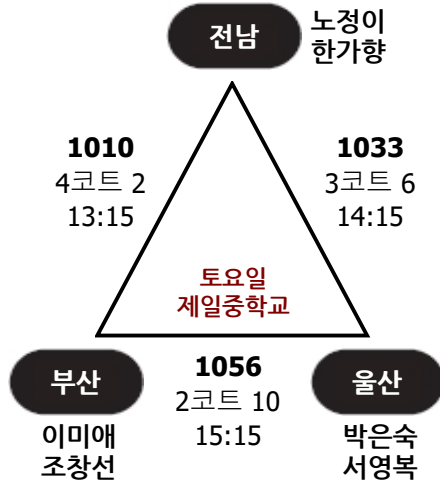 전남
노정이
한가향
1010
4코트 2
13:15
1033
3코트 6
14:15
토요일
제일중학교
부산
이미애
조창선
1056
2코트 10
15:15
울산
박은숙
서영복